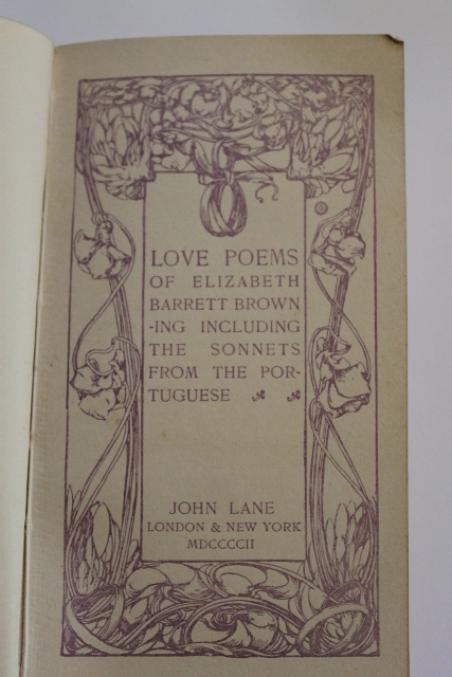 LOVE POEMS
OF ELIZABETH
BARRETT BROWN
-ING INCLUDING
THE SONNETS
FROM THE POR-
TUGUESE
JOHN LANE
LONDON & NEW YORK
MDCCCCII